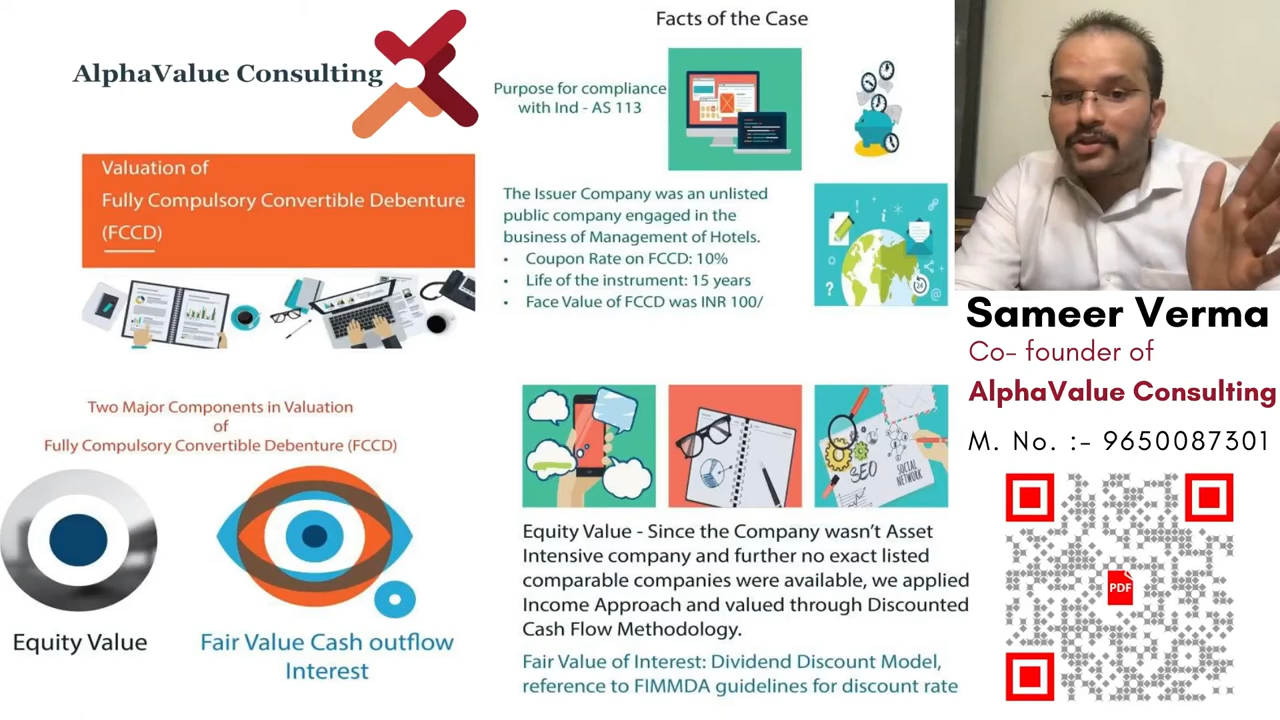 AlphaValue Consulting
Valuation of
Fully Compulsory Convertible Debenture
(FCCD)
Two Major Components in Valuation
of
Fully Compulsory Convertible Debenture (FCCD)
Equity Value
Fair Value Cash outflow
Interest
Facts of the Case
Purpose for compliance
with Ind - AS 113
The Issuer Company was an unlisted
public company engaged in the
business of Management of Hotels.
• Coupon Rate on FCCD: 10%
• Life of the instrument: 15 years
• Face Value of FCCD was INR 100/
24
SEO
SOCIAL
NETWORK
Equity Value - Since the Company wasn't Asset
Intensive company and further no exact listed
comparable companies were available, we applied
Income Approach and valued through Discounted
Cash Flow Methodology.
Fair Value of Interest: Dividend Discount Model,
reference to FIMMDA guidelines for discount rate
Sameer Verma
Co- founder of
AlphaValue Consulting
M. No. :- 9650087301
PDF